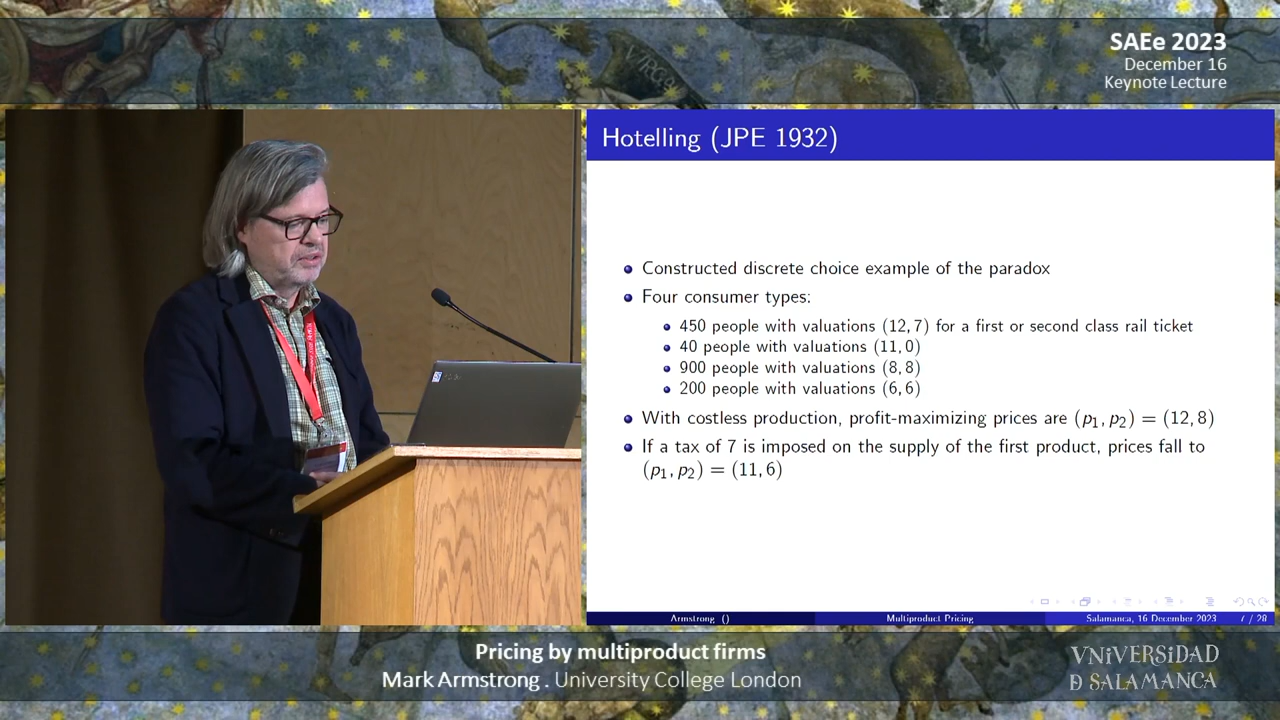 VIRGO
SAEe 2023
December 16
Keynote Lecture
Hotelling (JPE 1932)
Constructed discrete choice example of the paradox
Four consumer types:
450 people with valuations (12, 7) for a first or second class rail ticket
40 people with valuations (11, 0)
900 people with valuations (8, 8)
200 people with valuations (6, 6)
With costless production, profit-maximizing prices are (p₁, p₂) = (12, 8)
If a tax of 7 is imposed on the supply of the first product, prices fall to
(p₁, p₂) = (11, 6)
Armstrong () Multiproduct Pricing Salamanca, 16 December 2023 7 / 28
Pricing by multiproduct firms
Mark Armstrong . University College London
VNiVERSiDAD
Ð SALAMANCA